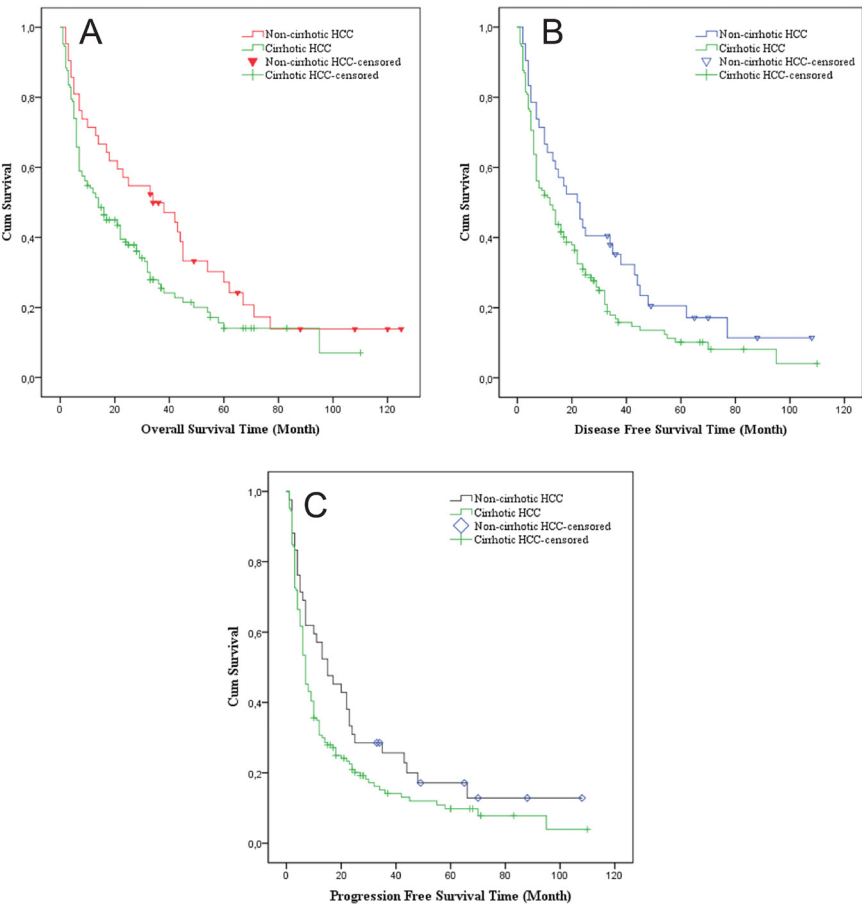 A
Non-cirrhotic HCC
Cirrhotic HCC
Non-cirrhotic HCC-censored
Cirrhotic HCC-censored
1,0
0,8
0,6
0,4
0,2
0,0
Cum Survival
0 20 40 60 80 100 120
Overall Survival Time (Month)
B
Non-cirrhotic HCC
Cirrhotic HCC
Non-cirrhotic HCC-censored
Cirrhotic HCC-censored
1,0
0,8
0,6
0,4
0,2
0,0
Cum Survival
0 20 40 60 80 100 120
Disease Free Survival Time (Month)
C
Non-cirrhotic HCC
Cirrhotic HCC
Non-cirrhotic HCC-censored
Cirrhotic HCC-censored
1,0
0,8
0,6
0,4
0,2
0,0
Cum Survival
0 20 40 60 80 100 120
Progression Free Survival Time (Month)